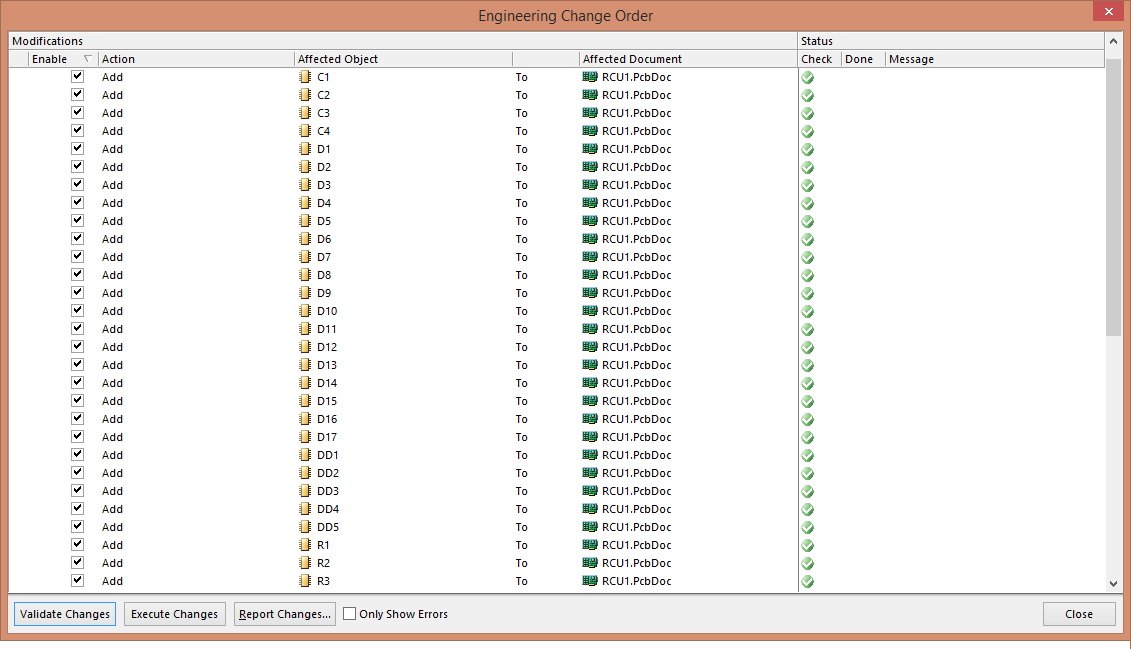 Engineering Change Order
Modifications Status
Enable Action Affected Object Affected Document Check Done Message
Add C1 To RCU1.PcbDoc
Add C2 To RCU1.PcbDoc
Add C3 To RCU1.PcbDoc
Add C4 To RCU1.PcbDoc
Add D1 To RCU1.PcbDoc
Add D2 To RCU1.PcbDoc
Add D3 To RCU1.PcbDoc
Add D4 To RCU1.PcbDoc
Add D5 To RCU1.PcbDoc
Add D6 To RCU1.PcbDoc
Add D7 To RCU1.PcbDoc
Add D8 To RCU1.PcbDoc
Add D9 To RCU1.PcbDoc
Add D10 To RCU1.PcbDoc
Add D11 To RCU1.PcbDoc
Add D12 To RCU1.PcbDoc
Add D13 To RCU1.PcbDoc
Add D14 To RCU1.PcbDoc
Add D15 To RCU1.PcbDoc
Add D16 To RCU1.PcbDoc
Add D17 To RCU1.PcbDoc
Add DD1 To RCU1.PcbDoc
Add DD2 To RCU1.PcbDoc
Add DD3 To RCU1.PcbDoc
Add DD4 To RCU1.PcbDoc
Add DD5 To RCU1.PcbDoc
Add R1 To RCU1.PcbDoc
Add R2 To RCU1.PcbDoc
Add R3 To RCU1.PcbDoc
Validate Changes Execute Changes Report Changes... Only Show Errors Close